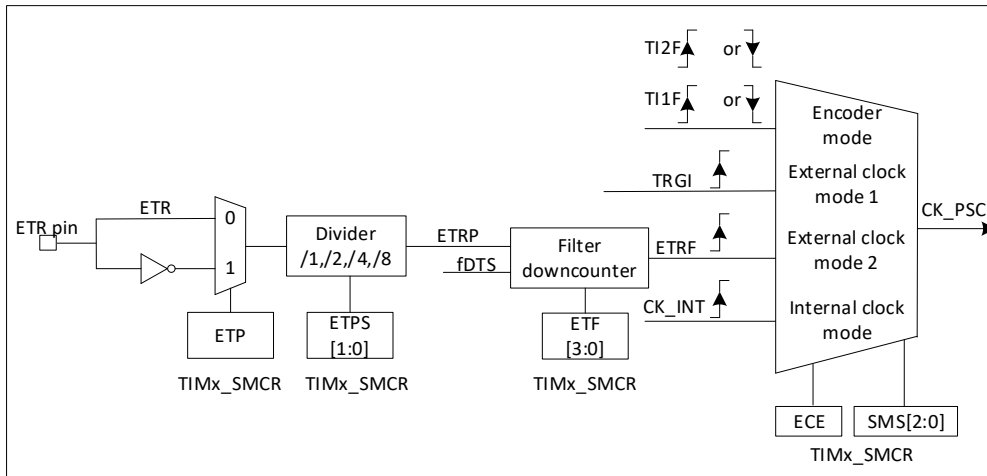 TI2F or
TI1F or
Encoder
mode
TRGI
External clock
mode 1
CK_PSC
ETR pin
ETR
0
1
Divider
/1,/2,/4,/8
ETRP
fDTS
Filter
downcounter
ETRF
External clock
mode 2
CK_INT
Internal clock
mode
ETP
TIMx_SMCR
ETPS
[1:0]
TIMx_SMCR
ETF
[3:0]
TIMx_SMCR
ECE
SMS[2:0]
TIMx_SMCR